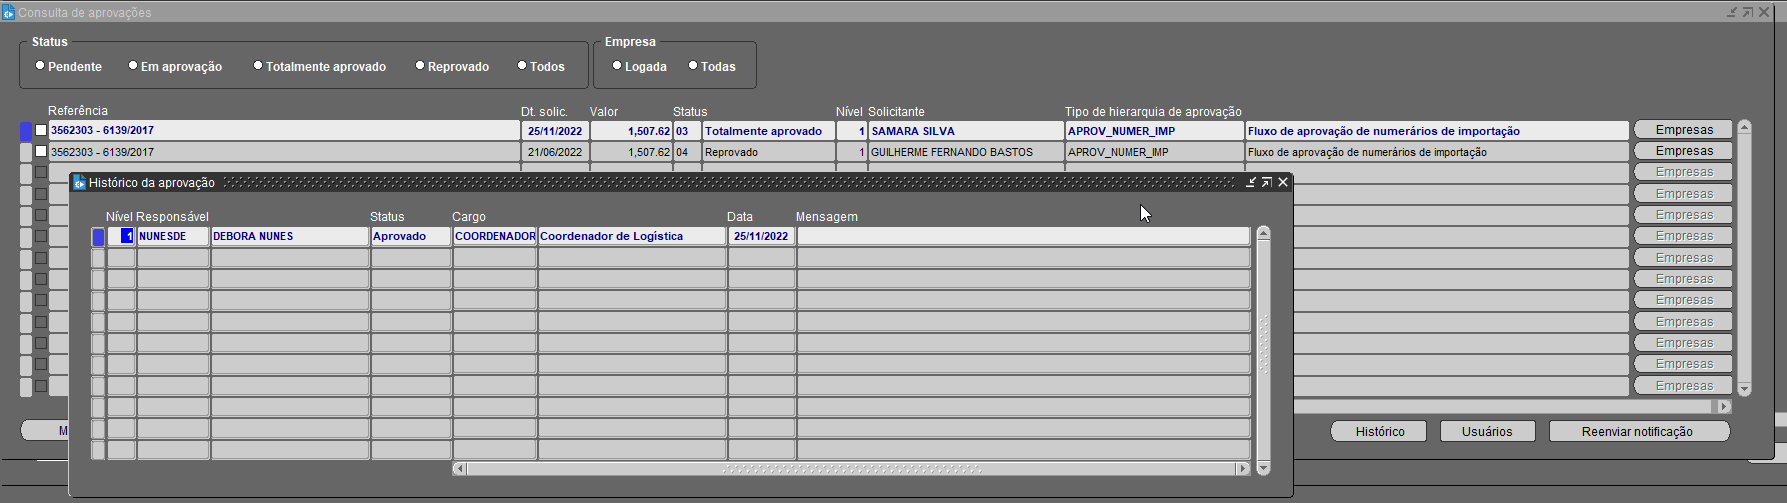 Consulta de aprovações
Status
Empresa
Pendente Em aprovação Totalmente aprovado Reprovado Todos Logada Todas
Referência Dt. solic. Valor Status Nível Solicitante Tipo de hierarquia de aprovação
3562303 - 6139/2017 25/11/2022 1,507.62 03 Totalmente aprovado 1 SAMARA SILVA APROV_NUMER_IMP Fluxo de aprovação de numerários de importação Empresas
3562303 - 6139/2017 21/06/2022 1,507.62 04 Reprovado 1 GUILHERME FERNANDO BASTOS APROV_NUMER_IMP Fluxo de aprovação de numerários de importação Empresas
Empresas
Histórico da aprovação
Empresas
Nível Responsável Status Cargo Data Mensagem
Empresas
1 NUNESDE DEBORA NUNES Aprovado COORDENADOR Coordenador de Logística 25/11/2022
Empresas
Empresas
Empresas
Empresas
Empresas
Empresas
Empresas
Empresas
M
Histórico Usuários Reenviar notificação